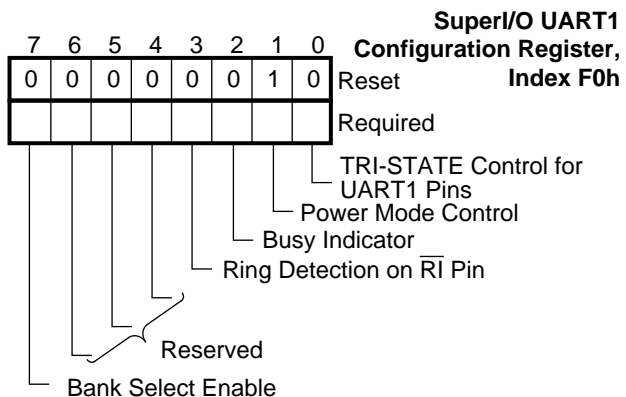 SuperI/O UART1
Configuration Register,
Index F0h
7 6 5 4 3 2 1 0
0 0 0 0 0 0 1 0 Reset
Required
TRI-STATE Control for
UART1 Pins
Power Mode Control
Busy Indicator
Ring Detection on R̅I̅ Pin
Reserved
Bank Select Enable